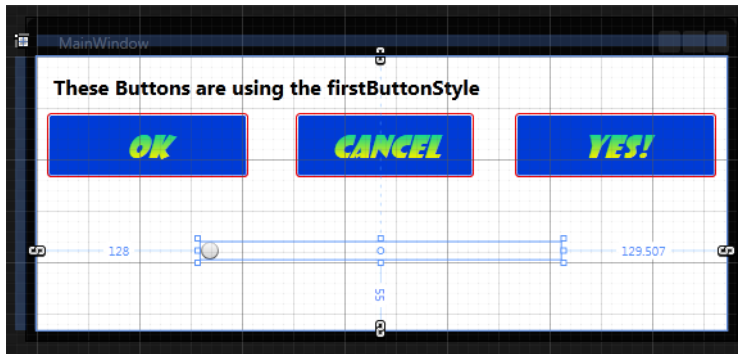 MainWindow
These Buttons are using the firstButtonStyle
OK CANCEL YES!
128 129.507
55